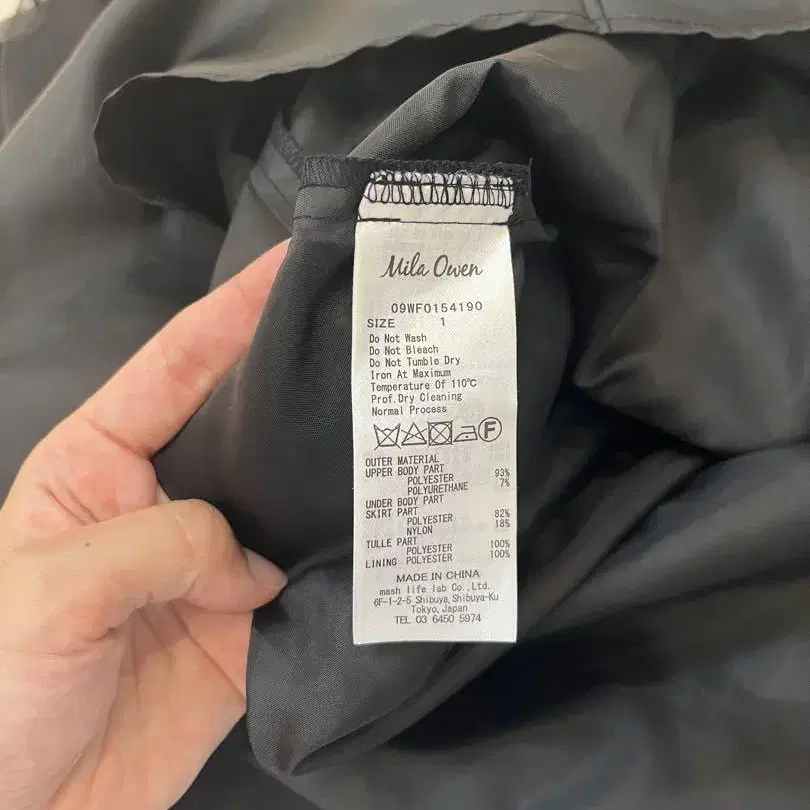 Mila Owen
09WF0154190
SIZE 1
Do Not Wash
Do Not Bleach
Do Not Tumble Dry
Iron At Maximum
Temperature Of 110℃
Prof.Dry Cleaning
Normal Process
F
OUTER MATERIAL
UPPER BODY PART
POLYESTER 93%
POLYURETHANE 7%
UNDER BODY PART
SKIRT PART
POLYESTER 82%
NYLON 18%
TULLE PART
POLYESTER 100%
LINING POLYESTER 100%
MADE IN CHINA
mash life lab Co.,Ltd.
6F-1-2-5 Shibuya,Shibuya-Ku
Tokyo,Japan
TEL 03 6450 5974